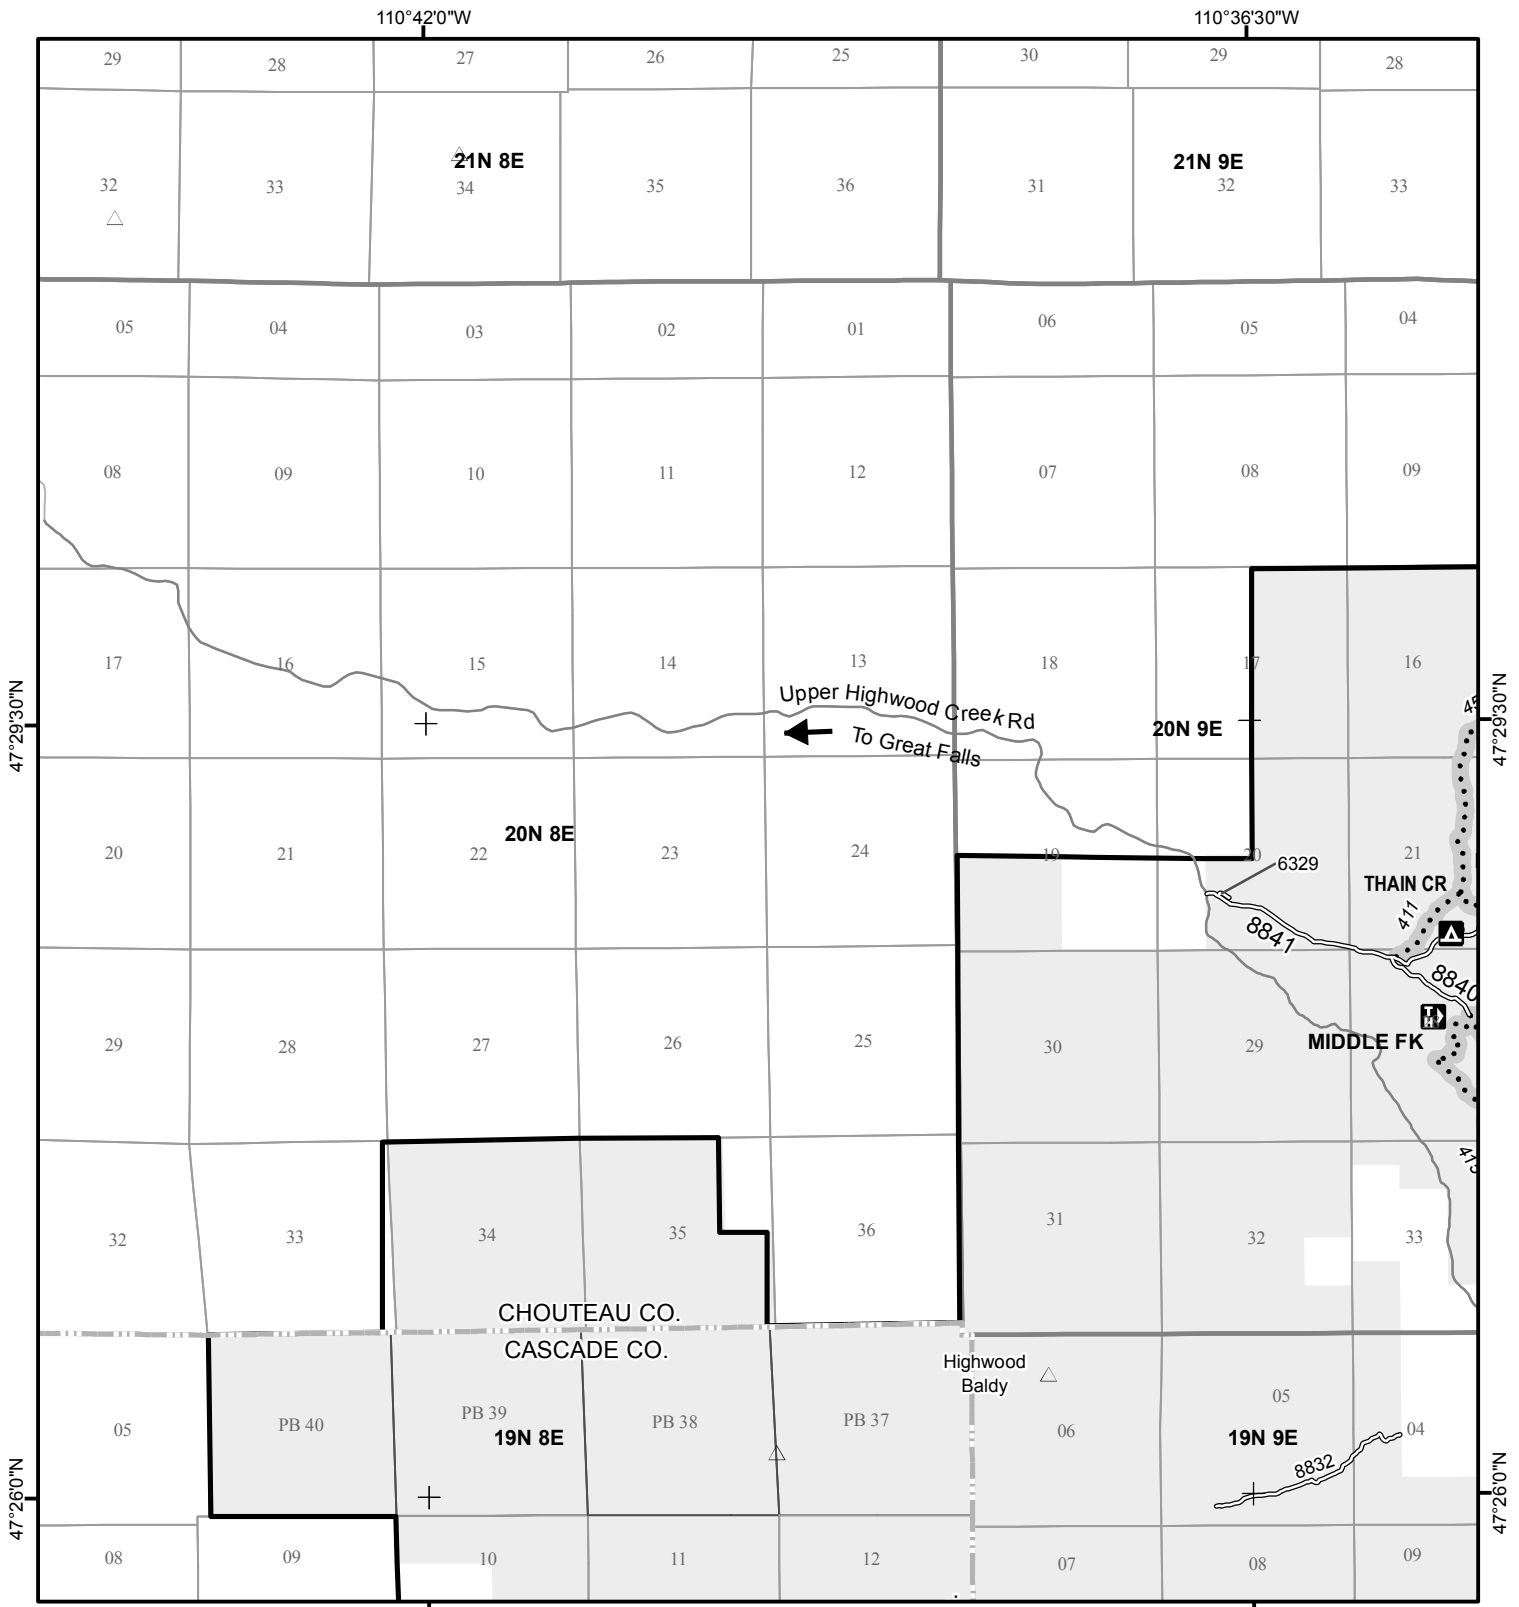 110°42'0"W 110°36'30"W
29 28 27 26 25 30 29 28
21N 8E 21N 9E
32 33 34 35 36 31 32 33
05 04 03 02 01 06 05 04
08 09 10 11 12 07 08 09
17 16 15 14 13 18 17 16
Upper Highwood Creek Rd
To Great Falls
47°29'30"N 47°29'30"N
20N 9E
45
20N 8E
20 21 22 23 24 19 20 21
6329
THAIN CR
411
8841
8840
29 28 27 26 25 30 29
MIDDLE FK
TH
415
32 33 34 35 36 31 32 33
CHOUTEAU CO.
CASCADE CO.
Highwood
Baldy
05 PB 40 PB 39 PB 38 PB 37 06 05 04
19N 8E 19N 9E
8832
47°26'0"N 47°26'0"N
08 09 10 11 12 07 08 09